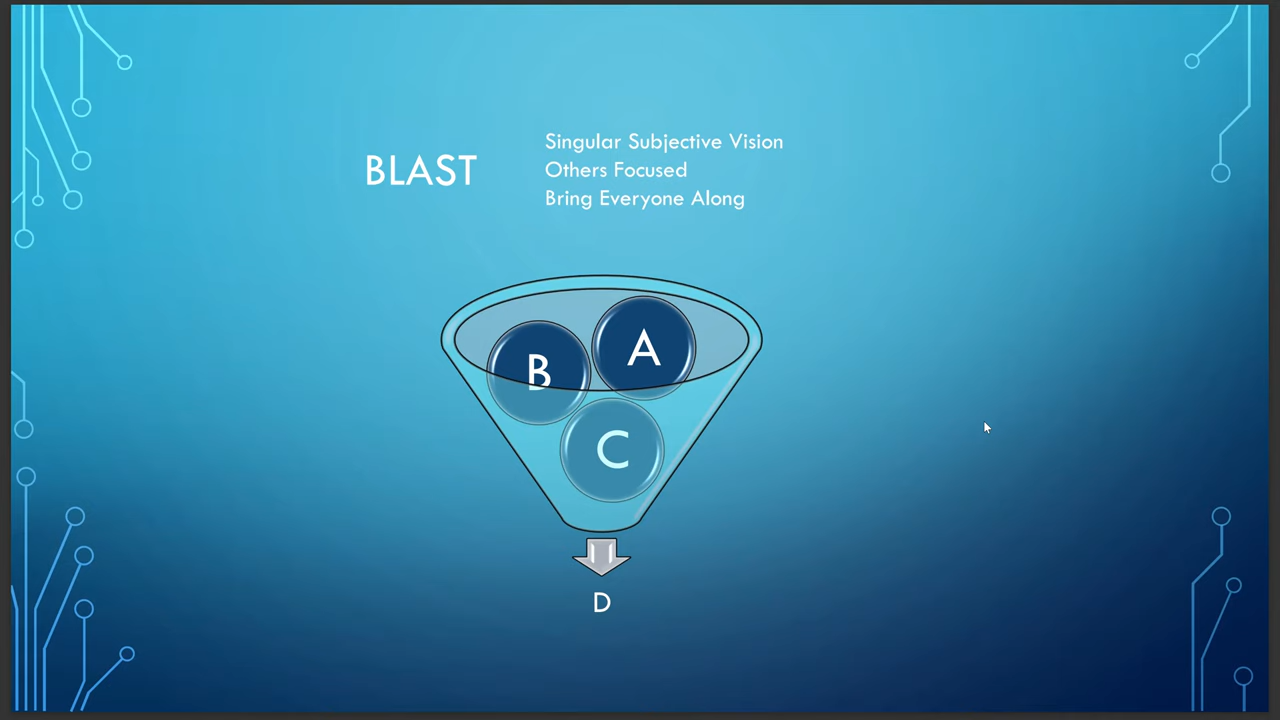 BLAST
Singular Subjective Vision
Others Focused
Bring Everyone Along
A
B
C
D